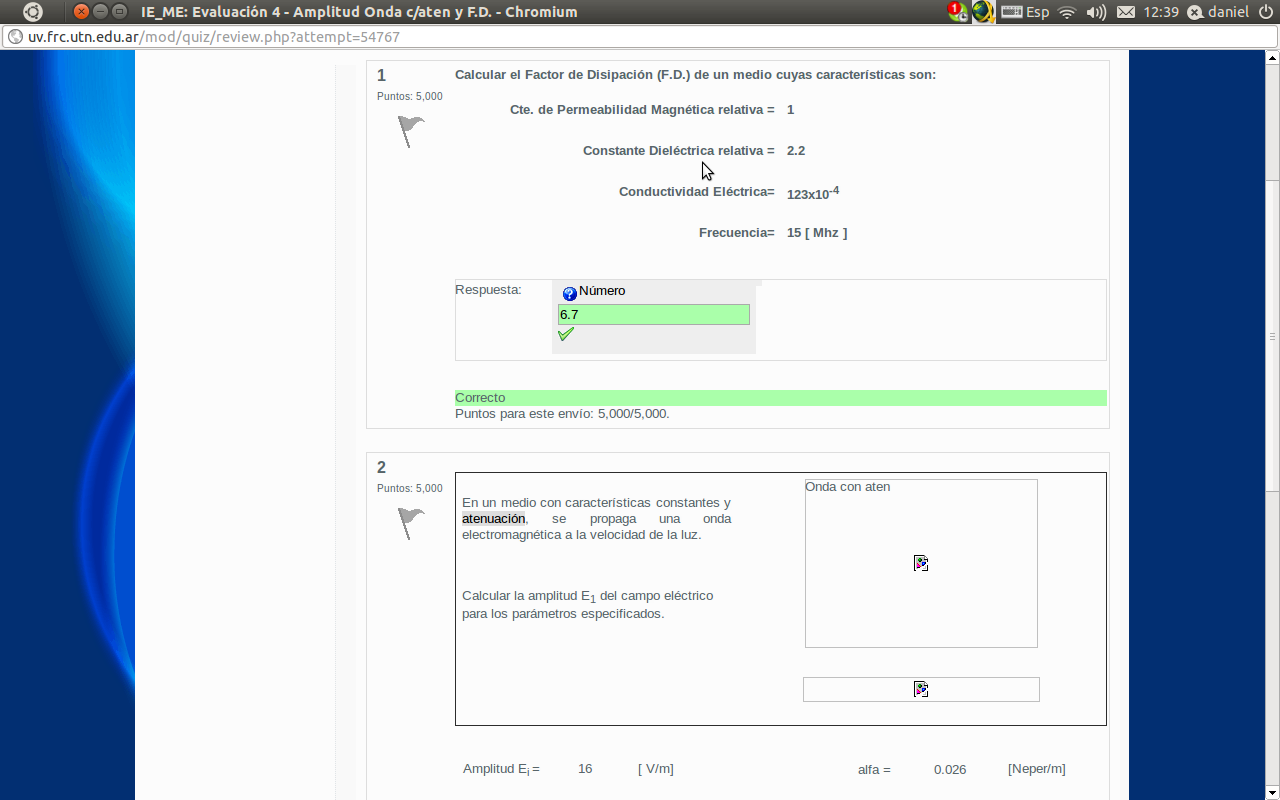 IE_ME: Evaluación 4 - Amplitud Onda c/aten y F.D. - Chromium
1
Esp
12:39
daniel
uv.frc.utn.edu.ar/mod/quiz/review.php?attempt=54767
1
Puntos: 5,000
Calcular el Factor de Disipación (F.D.) de un medio cuyas características son:
Cte. de Permeabilidad Magnética relativa = 1
Constante Dieléctrica relativa = 2.2
Conductividad Eléctrica= 123x10-4
Frecuencia= 15 [ Mhz ]
Respuesta:
Número
6.7
Correcto
Puntos para este envío: 5,000/5,000.
2
Puntos: 5,000
En un medio con características constantes y
atenuación, se propaga una onda
electromagnética a la velocidad de la luz.
Calcular la amplitud E1 del campo eléctrico
para los parámetros especificados.
Onda con aten
Amplitud Ei = 16 [ V/m] alfa = 0.026 [Neper/m]